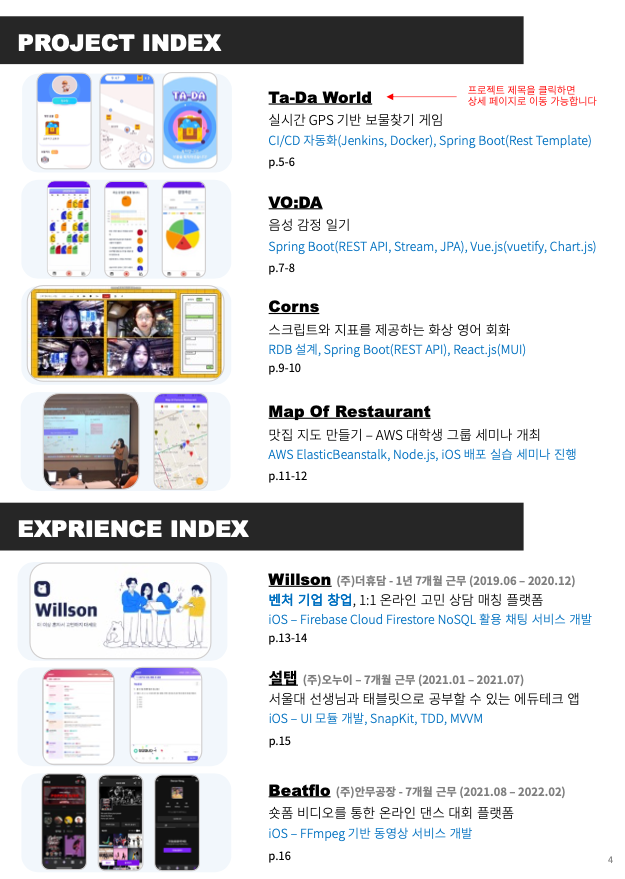 PROJECT INDEX
Ta-Da World
프로젝트 제목을 클릭하면
상세 페이지로 이동 가능합니다
실시간 GPS 기반 보물찾기 게임
CI/CD 자동화(Jenkins, Docker), Spring Boot(Rest Template)
p.5-6
TA-DA
VO:DA
음성 감정 일기
Spring Boot(REST API, Stream, JPA), Vue.js(vuetify, Chart.js)
p.7-8
Corns
스크립트와 지표를 제공하는 화상 영어 회화
RDB 설계, Spring Boot(REST API), React.js(MUI)
p.9-10
Map Of Restaurant
맛집 지도 만들기 – AWS 대학생 그룹 세미나 개최
AWS ElasticBeanstalk, Node.js, iOS 배포 실습 세미나 진행
p.11-12
EXPRIENCE INDEX
Willson
Willson (주)더휴담 - 1년 7개월 근무 (2019.06 – 2020.12)
벤처 기업 창업, 1:1 온라인 고민 상담 매칭 플랫폼
iOS – Firebase Cloud Firestore NoSQL 활용 채팅 서비스 개발
p.13-14
설탭 (주)오누이 – 7개월 근무 (2021.01 – 2021.07)
서울대 선생님과 태블릿으로 공부할 수 있는 에듀테크 앱
iOS – UI 모듈 개발, SnapKit, TDD, MVVM
p.15
Beatflo (주)안무공장 - 7개월 근무 (2021.08 – 2022.02)
숏폼 비디오를 통한 온라인 댄스 대회 플랫폼
iOS – FFmpeg 기반 동영상 서비스 개발
p.16
4